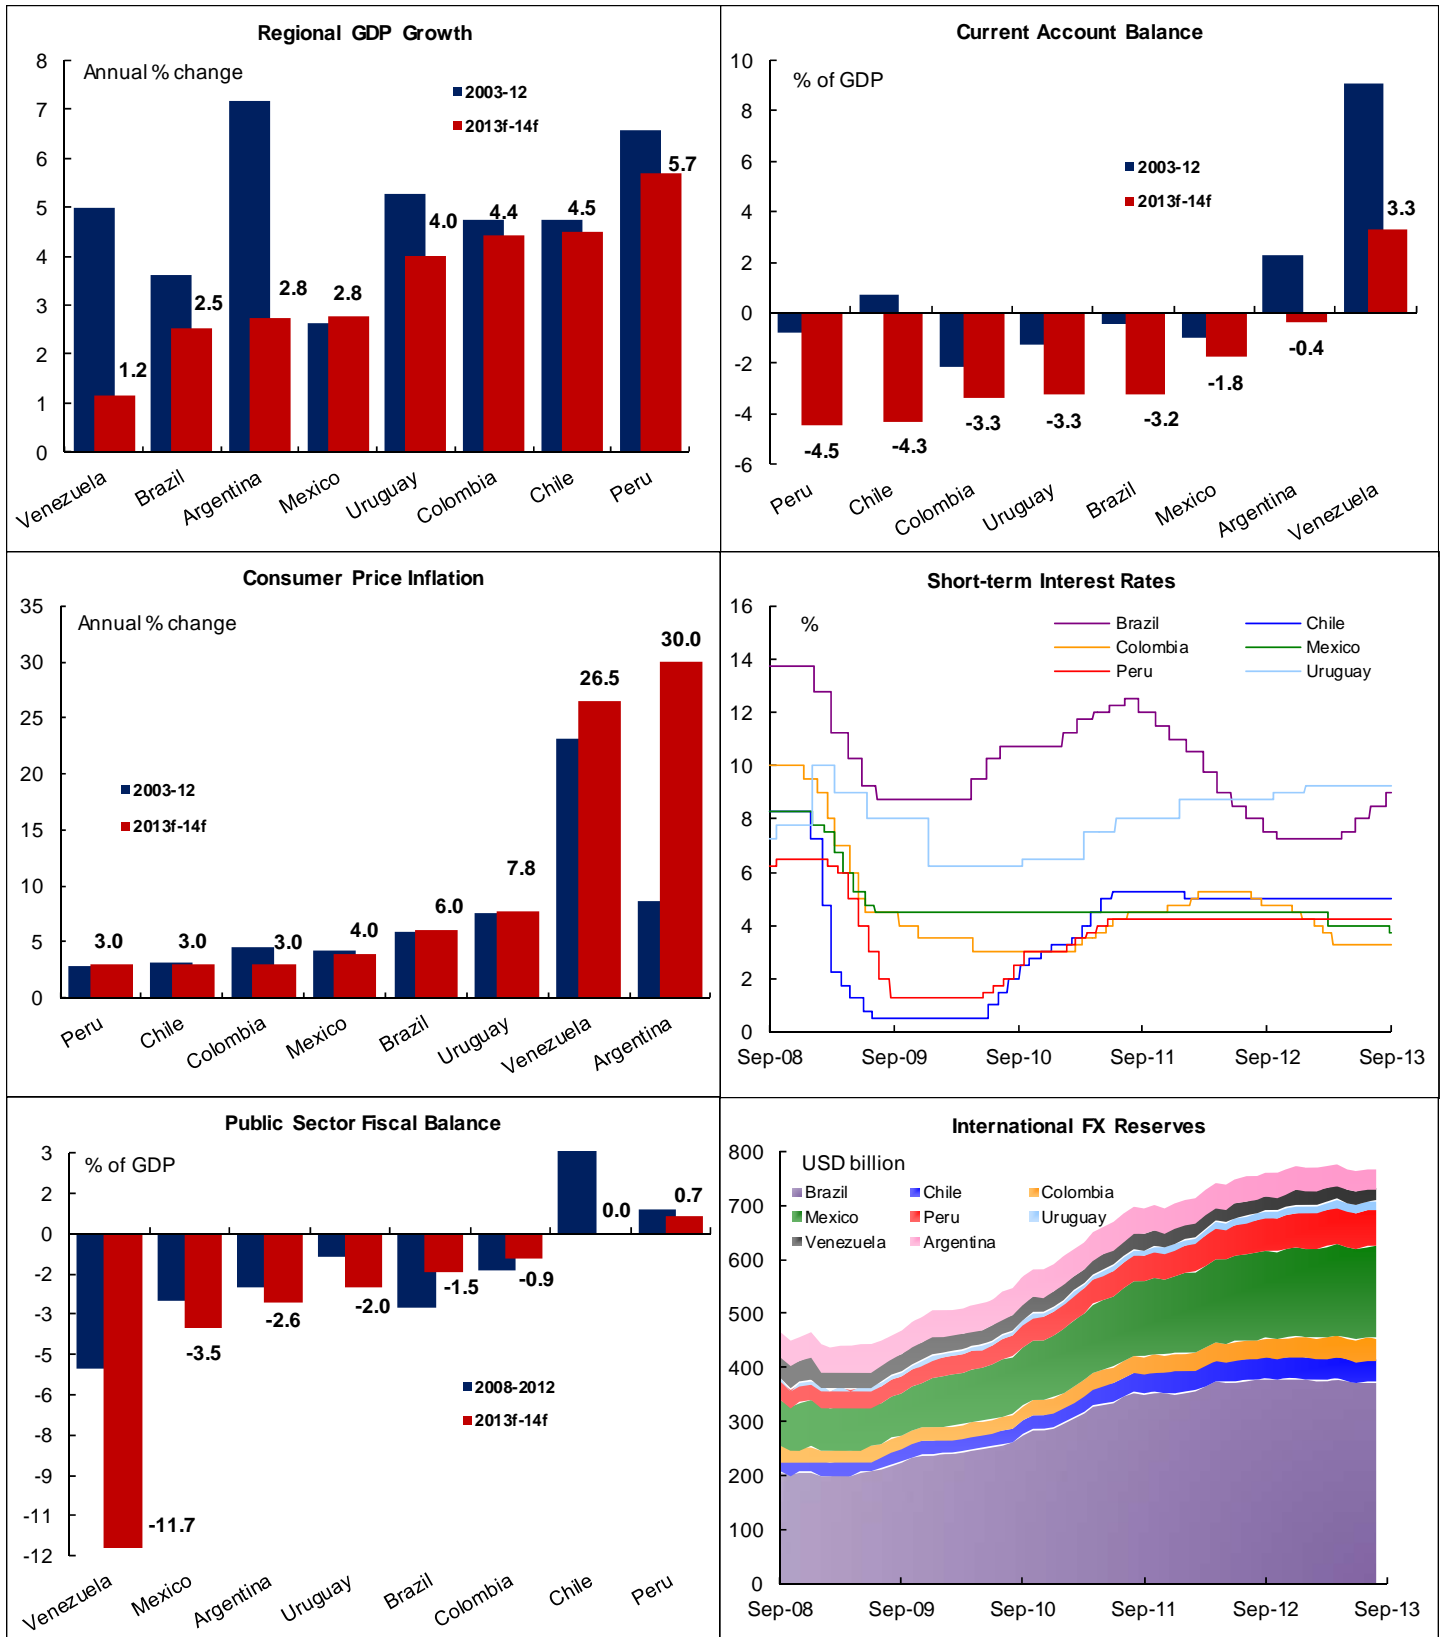 Regional GDP Growth
Annual % change
2003-12
2013f-14f
8
7
6
5
4
3
2
1
0
1.2
2.5
2.8
2.8
4.0
4.4
4.5
5.7
Venezuela
Brazil
Argentina
Mexico
Uruguay
Colombia
Chile
Peru
Current Account Balance
% of GDP
2003-12
2013f-14f
10
8
6
4
2
0
-2
-4
-6
-4.5
-4.3
-3.3
-3.3
-3.2
-1.8
-0.4
3.3
Peru
Chile
Colombia
Uruguay
Brazil
Mexico
Argentina
Venezuela
Consumer Price Inflation
Annual % change
2003-12
2013f-14f
35
30
25
20
15
10
5
0
3.0
3.0
3.0
4.0
6.0
7.8
26.5
30.0
Peru
Chile
Colombia
Mexico
Brazil
Uruguay
Venezuela
Argentina
Short-term Interest Rates
%
Brazil
Chile
Colombia
Mexico
Peru
Uruguay
16
14
12
10
8
6
4
2
0
Sep-08
Sep-09
Sep-10
Sep-11
Sep-12
Sep-13
Public Sector Fiscal Balance
% of GDP
2008-2012
2013f-14f
3
2
0
-2
-3
-5
-6
-8
-9
-11
-12
-11.7
-3.5
-2.6
-2.0
-1.5
-0.9
0.0
0.7
Venezuela
Mexico
Argentina
Uruguay
Brazil
Colombia
Chile
Peru
International FX Reserves
USD billion
Brazil
Chile
Colombia
Mexico
Peru
Uruguay
Venezuela
Argentina
800
700
600
500
400
300
200
100
0
Sep-08
Sep-09
Sep-10
Sep-11
Sep-12
Sep-13